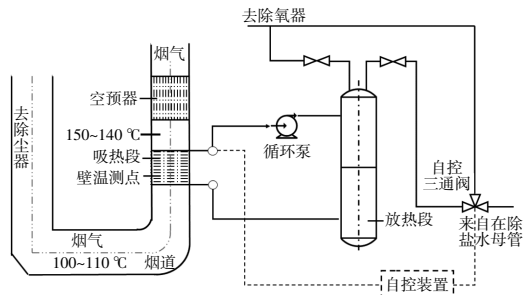 去除氧器
烟气
空预器
去除尘器
150~140 ℃
吸热段
壁温测点
循环泵
自控
三通阀
放热段
来自在除
盐水母管
烟气
100~110 ℃
烟道
自控装置